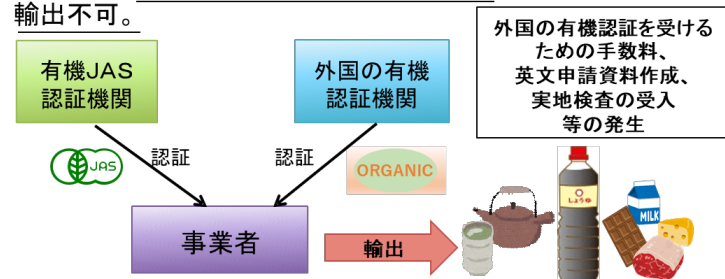 輸出不可。
外国の有機認証を受ける
ための手数料、
英文申請資料作成、
実地検査の受入
等の発生
有機JAS
認証機関
外国の有機
認証機関
認証
認証
JAS
ORGANIC
事業者
輸出
しょうゆ
MILK